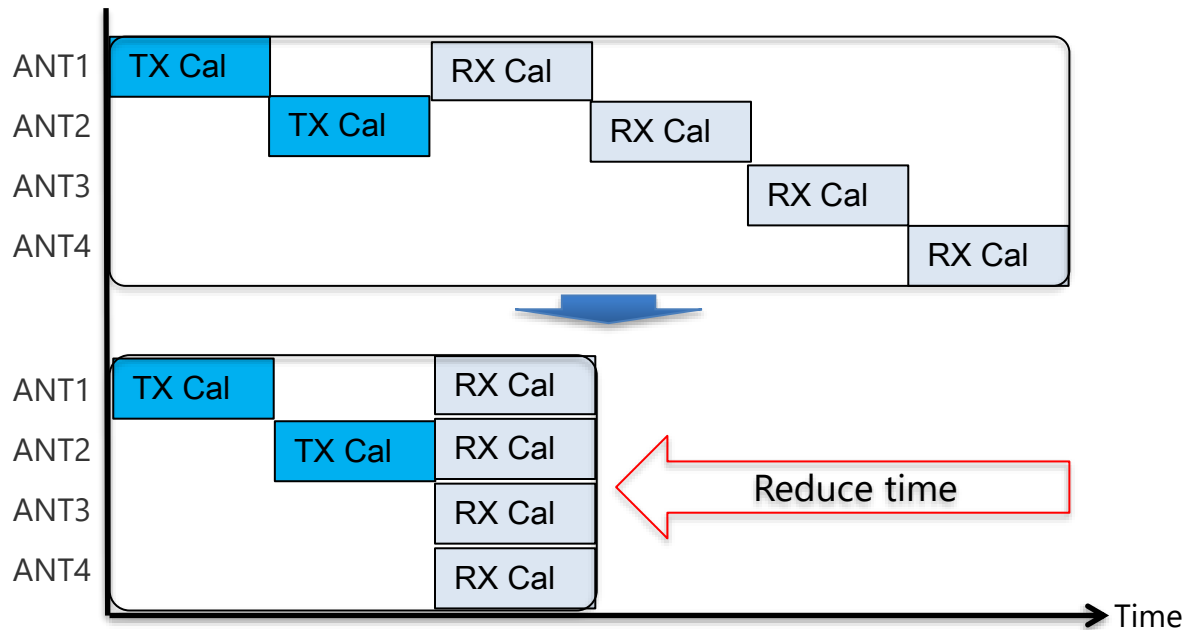 ANT1 TX Cal RX Cal
ANT2 TX Cal RX Cal
ANT3 RX Cal
ANT4 RX Cal
ANT1 TX Cal RX Cal
ANT2 TX Cal RX Cal
Reduce time
ANT3 RX Cal
ANT4 RX Cal
Time